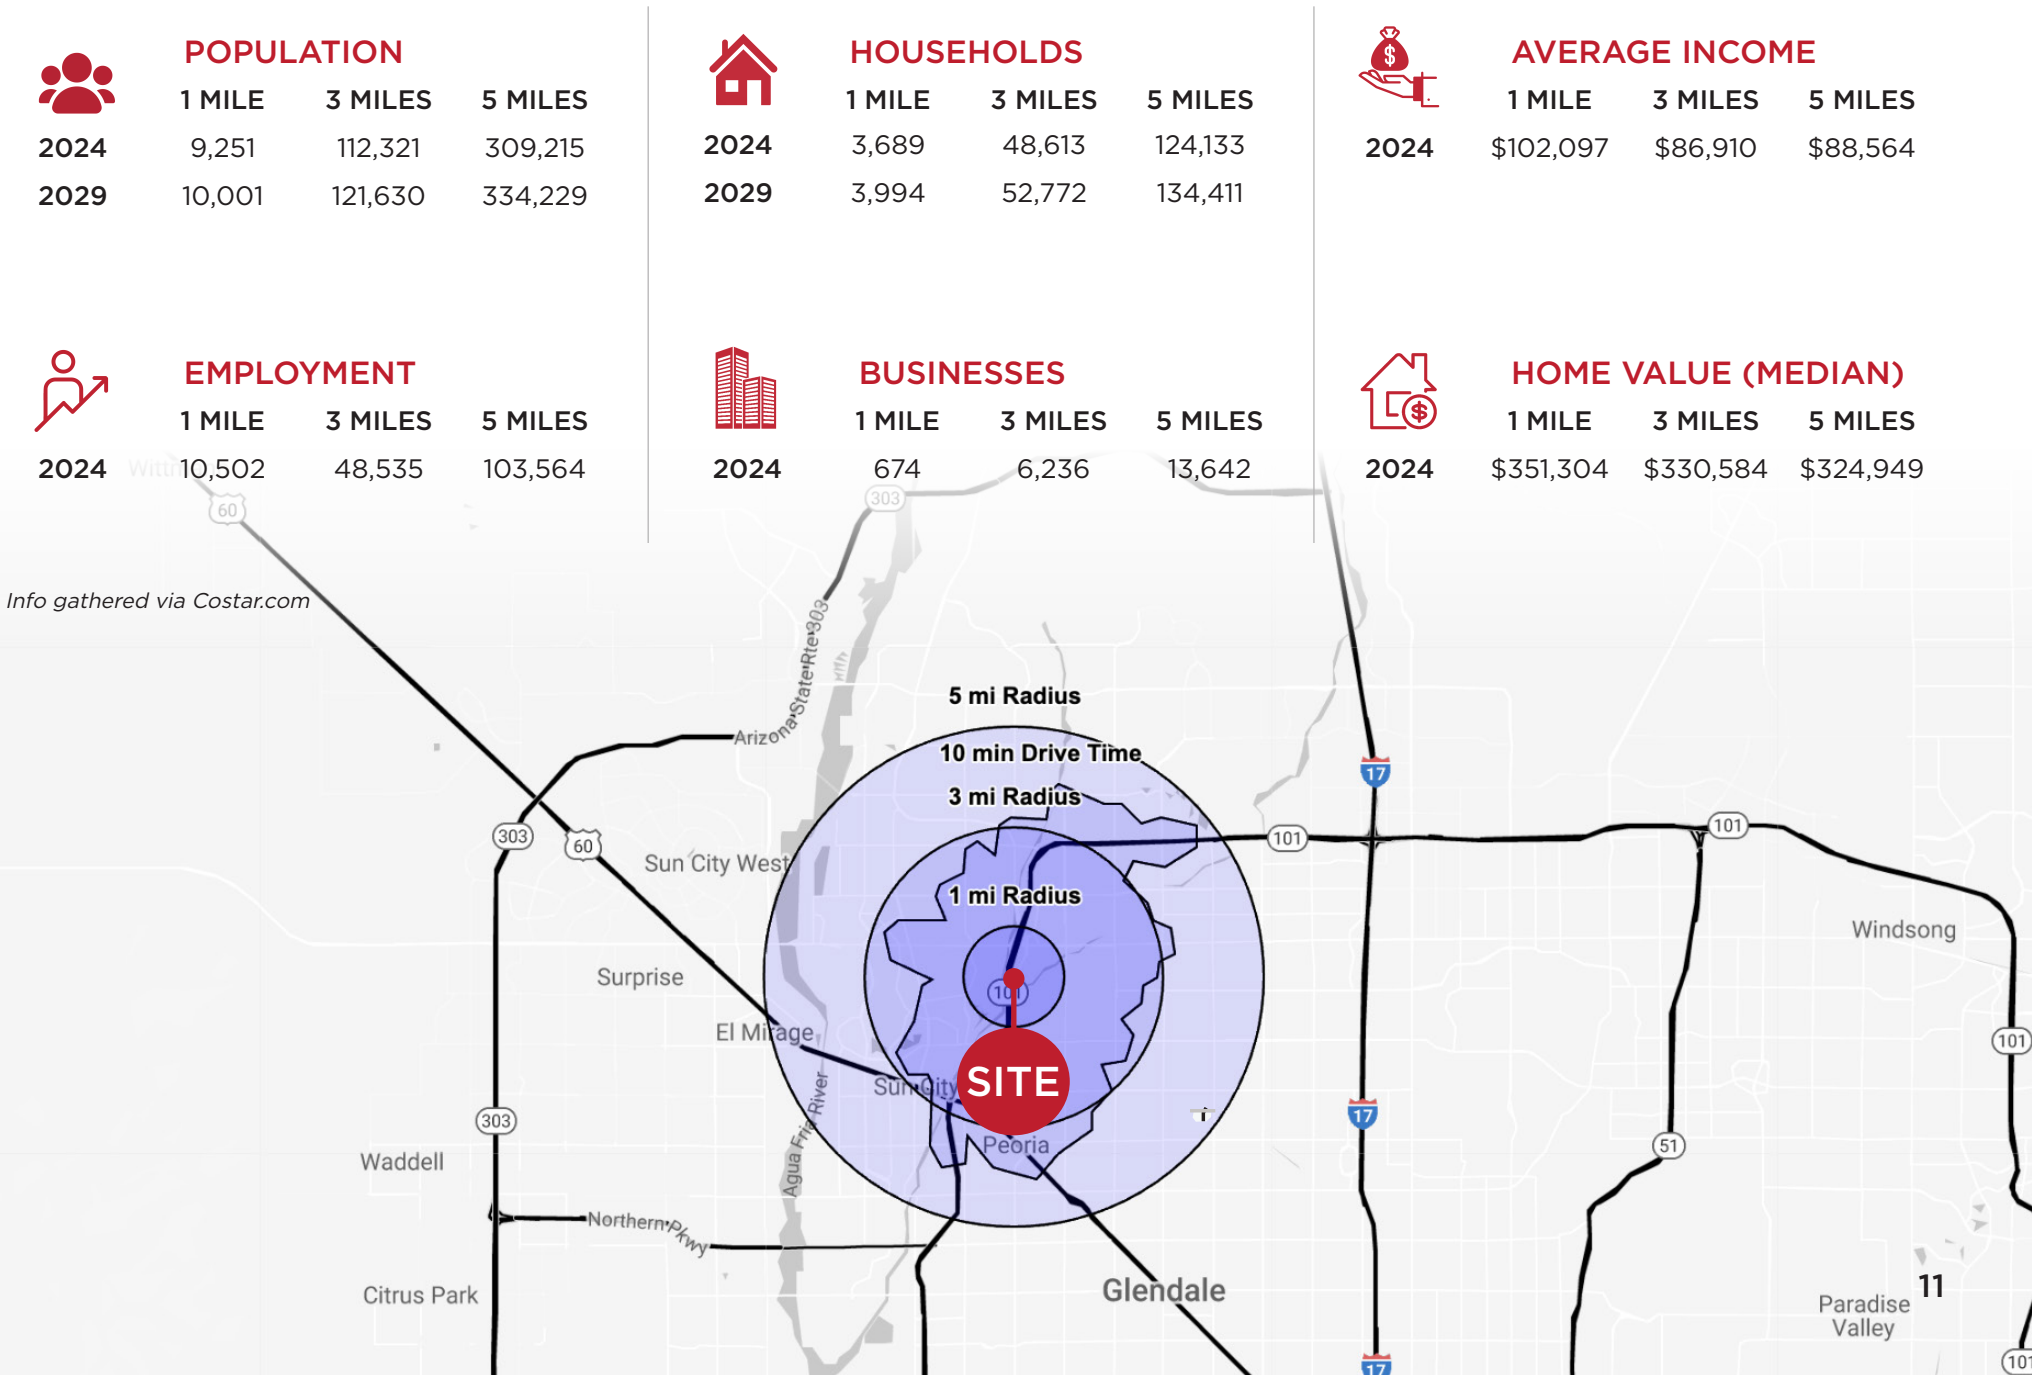 POPULATION
1 MILE 3 MILES 5 MILES
2024 9,251 112,321 309,215
2029 10,001 121,630 334,229
HOUSEHOLDS
1 MILE 3 MILES 5 MILES
2024 3,689 48,613 124,133
2029 3,994 52,772 134,411
AVERAGE INCOME
1 MILE 3 MILES 5 MILES
2024 $102,097 $86,910 $88,564
EMPLOYMENT
1 MILE 3 MILES 5 MILES
2024 10,502 48,535 103,564
BUSINESSES
1 MILE 3 MILES 5 MILES
2024 674 6,236 13,642
HOME VALUE (MEDIAN)
1 MILE 3 MILES 5 MILES
2024 $351,304 $330,584 $324,949
60
303
Info gathered via Costar.com
Arizona State Rte 303
5 mi Radius
10 min Drive Time
17
3 mi Radius
303
60
101
101
Sun City West
1 mi Radius
Windsong
Surprise
101
El Mirage
101
Sun City
SITE
303
17
Agua Fria River
Peoria
51
Waddell
Northern Pkwy
Citrus Park
Glendale
11
Paradise
Valley
17
101